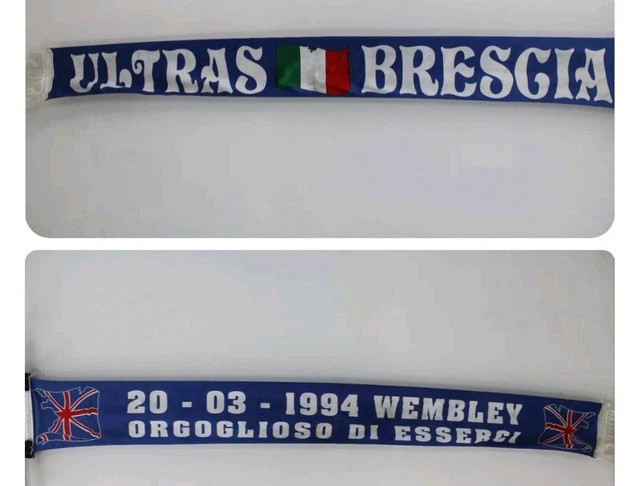 ULTRAS BRESCIA
20 - 03 - 1994 WEMBLEY
ORGOGLIOSO DI ESSERCI